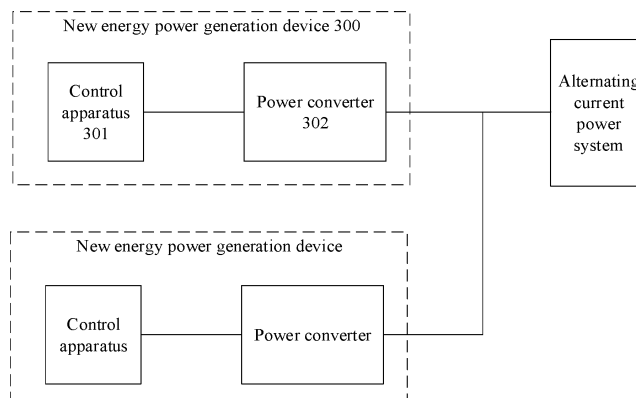 New energy power generation device 300
Control
apparatus
301
Power converter
302
Alternating
current
power
system
New energy power generation device
Control
apparatus
Power converter